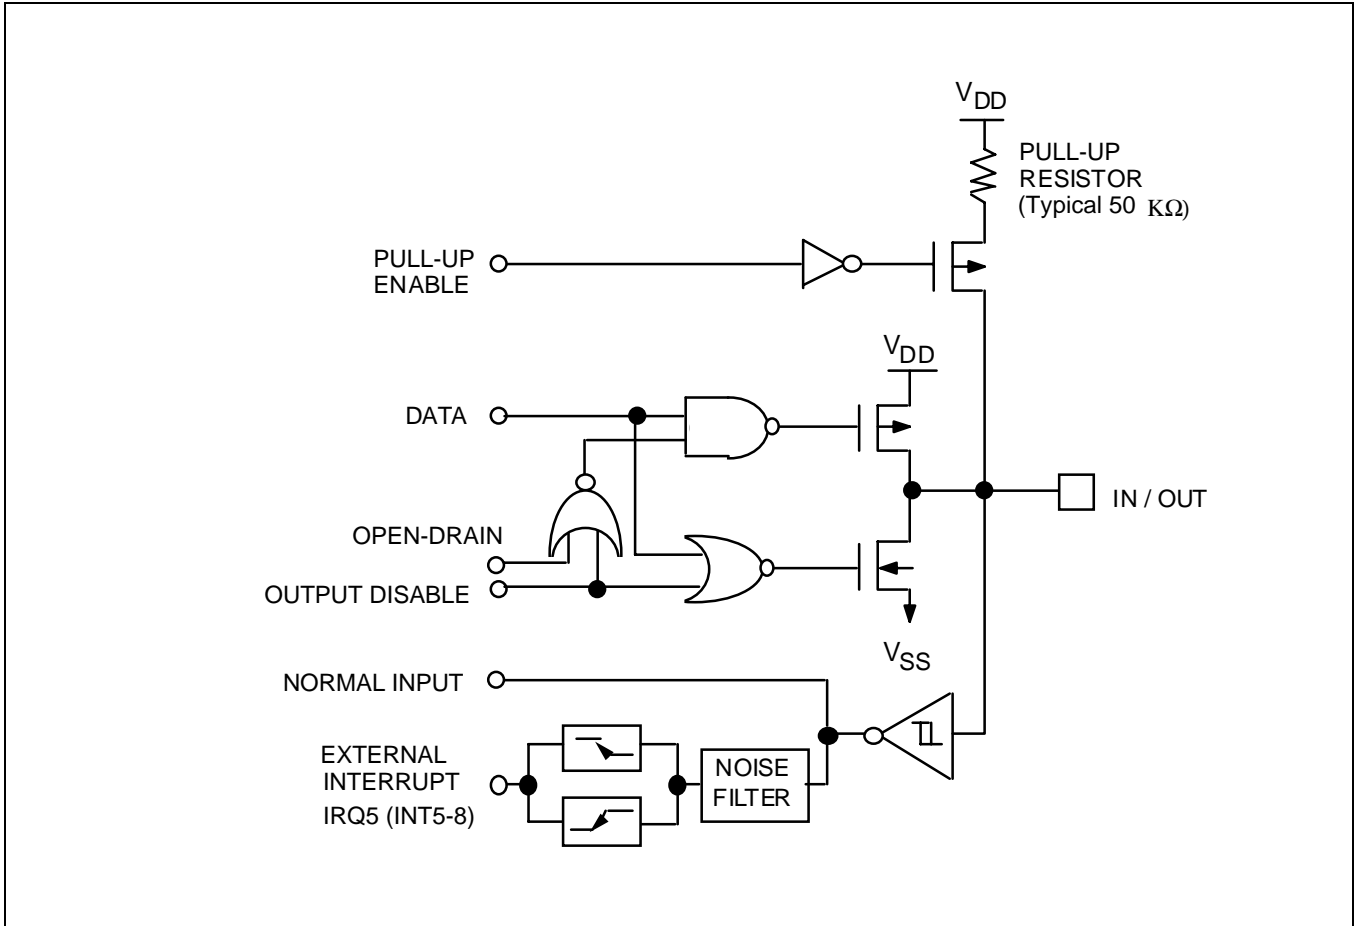 VDD
PULL-UP
RESISTOR
(Typical 50 KΩ)
PULL-UP
ENABLE
VDD
DATA
IN / OUT
OPEN-DRAIN
OUTPUT DISABLE
VSS
NORMAL INPUT
EXTERNAL
INTERRUPT
IRQ5 (INT5-8)
NOISE
FILTER